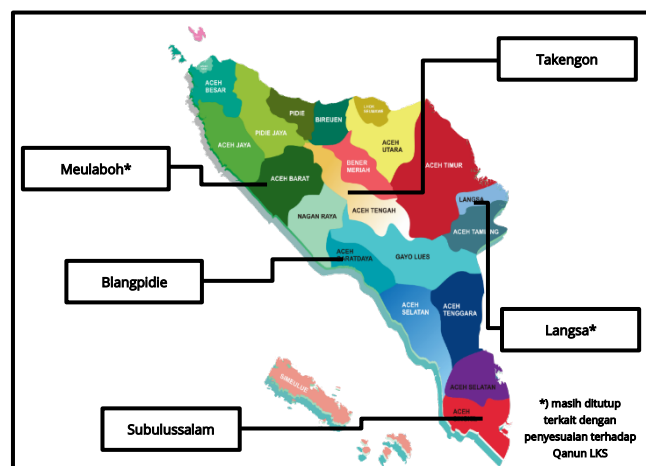 Takengon
ACEH
BESAR
PIDIE
BIREUEN
PIDIE JAYA
ACEH
UTARA
ACEH JAYA
BENER
MERIAH
ACEH TIMUR
Meulaboh*
ACEH BARAT
LANGSA
ACEH TENGAH
NAGAN RAYA
ACEH TAMIANG
ACEH
BARATDAYA
GAYO LUES
Blangpidie
ACEH
SELATAN
ACEH
TENGGARA
Langsa*
SIMEULUE
ACEH SELATAN
ACEH
Subulussalam
*) masih ditutup
terkait dengan
penyesuaian terhadap
Qanun LKS